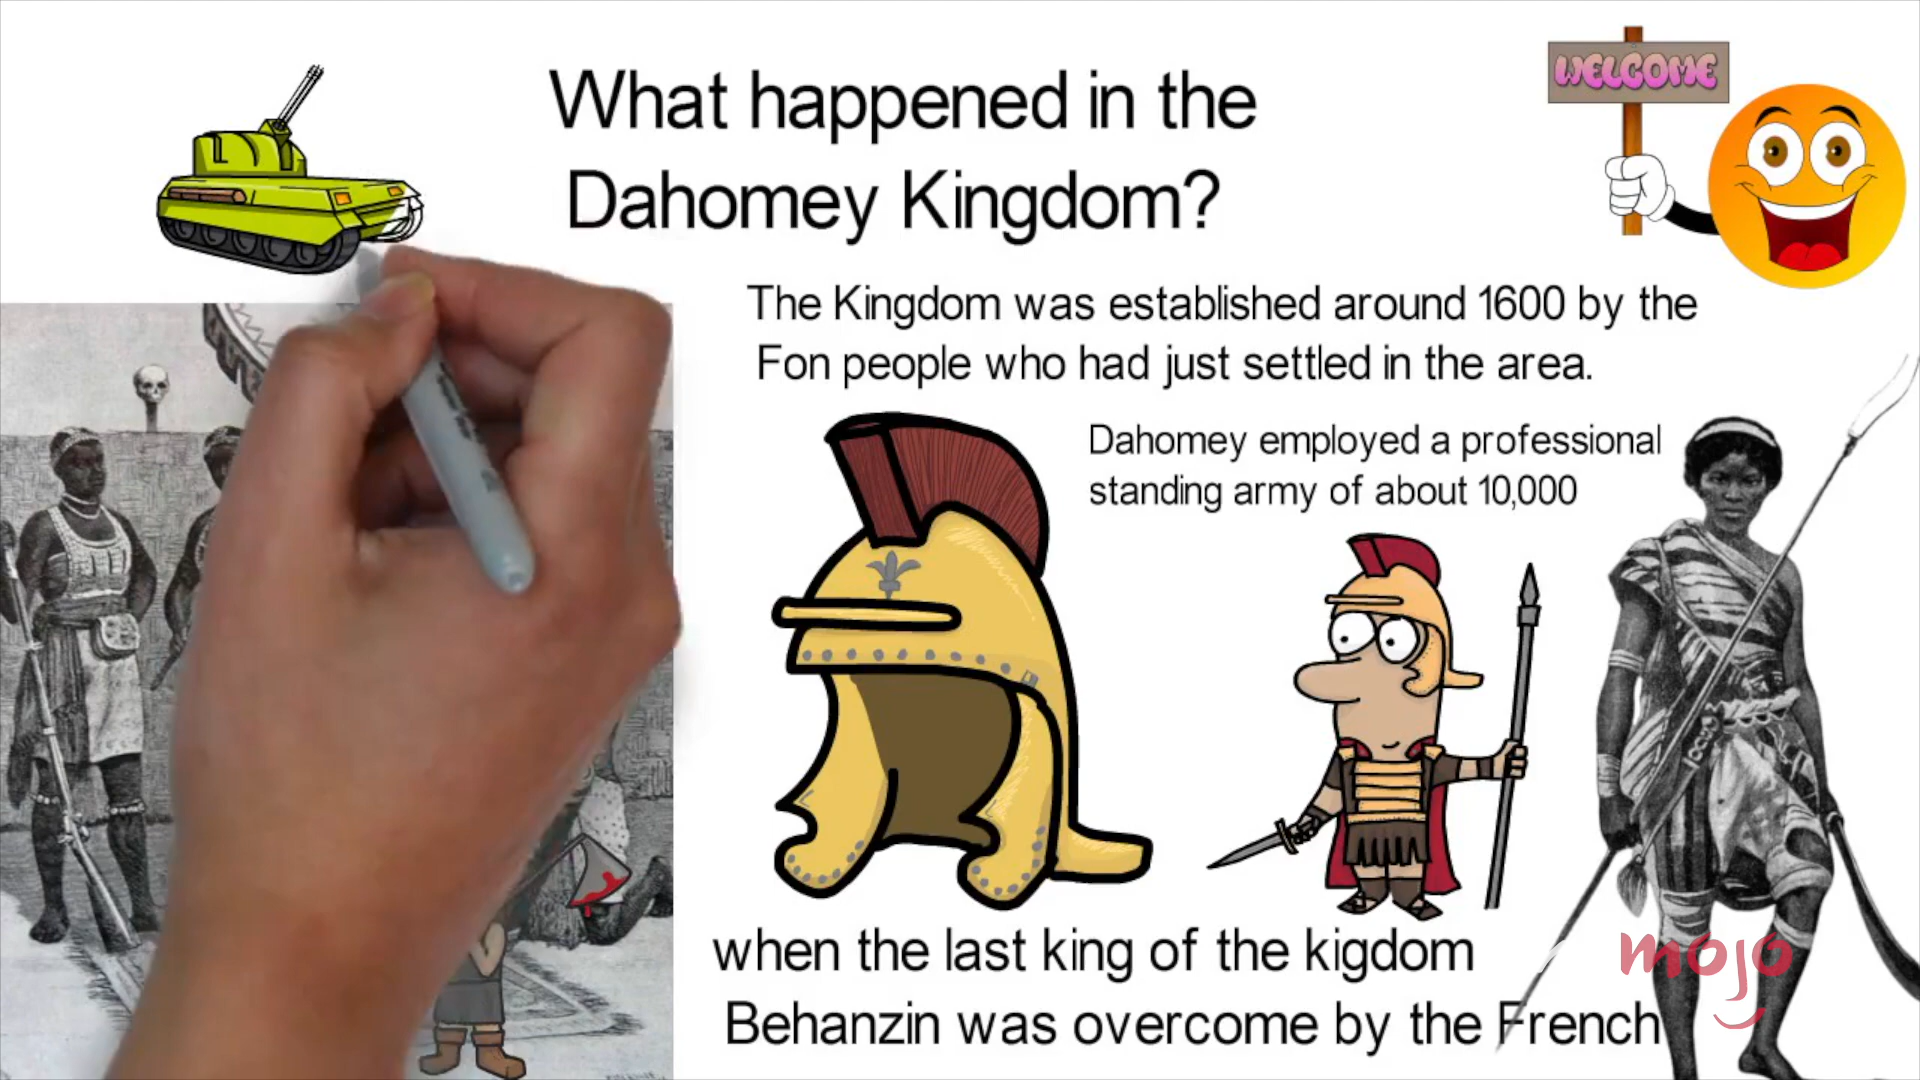 WELCOME
What happened in the
Dahomey Kingdom?
The Kingdom was established around 1600 by the
Fon people who had just settled in the area.
Dahomey employed a professional
standing army of about 10,000
when the last king of the kigdom
Behanzin was overcome by the French
mojo